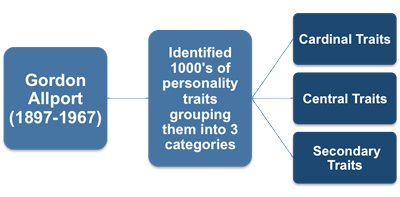 Gordon
Allport
(1897-1967)
Identified
1000's of
personality
traits
grouping
them into 3
categories
Cardinal Traits
Central Traits
Secondary
Traits